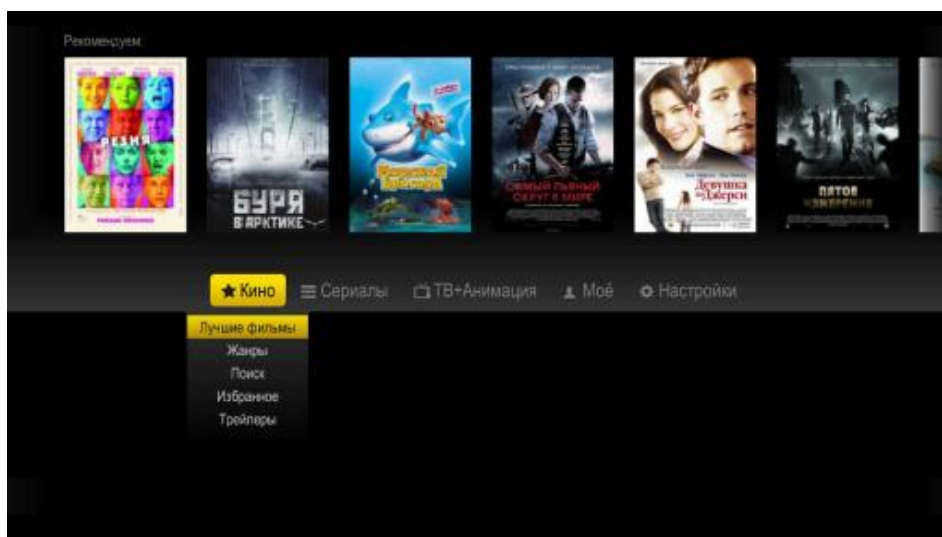 Рекомендуем:
РЕЗНЯ
БУРЯ
В АРКТИКЕ
САМЫЙ ПЬЯНЫЙ
ОКРУГ В МИРЕ
Девушка
из Джерси
ПЯТОЕ
ИЗМЕРЕНИЕ
Кино
Сериалы
ТВ+Анимация
Моё
Настройки
Лучшие фильмы
Жанры
Поиск
Избранное
Трейлеры